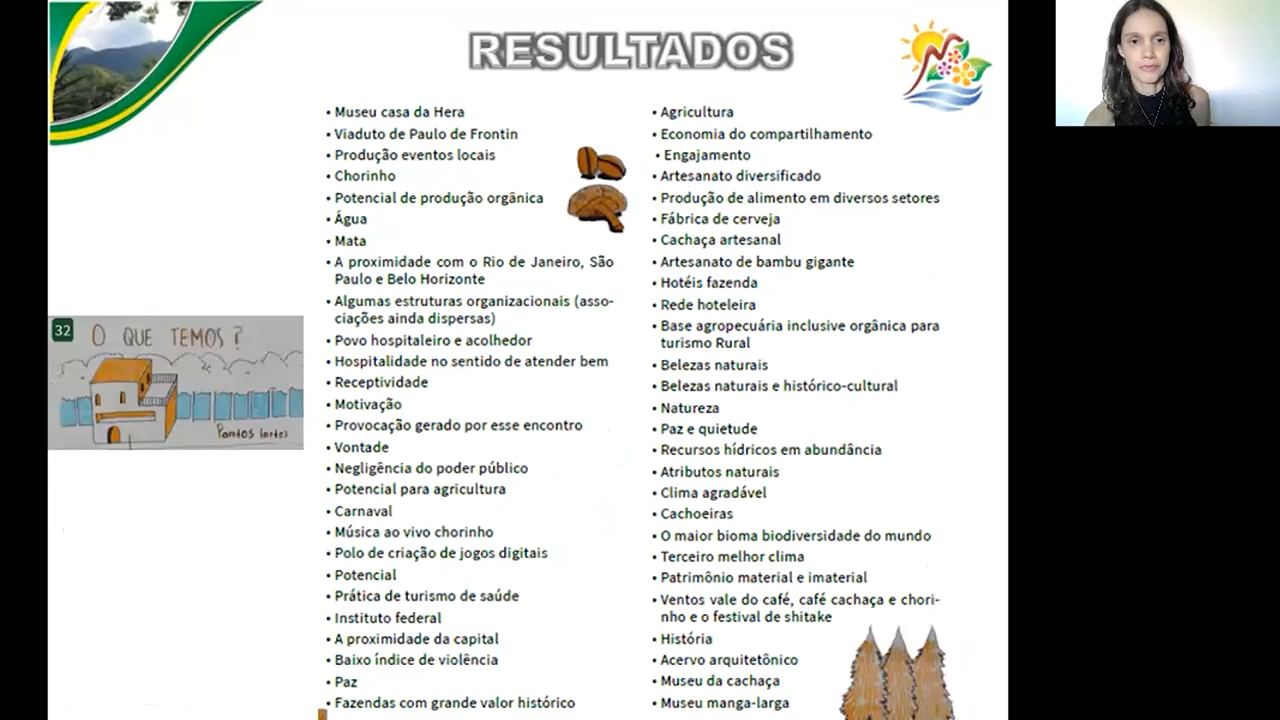 RESULTADOS
• Museu casa da Hera
• Viaduto de Paulo de Frontin
• Produção eventos locais
• Chorinho
• Potencial de produção orgânica
• Água
• Mata
• A proximidade com o Rio de Janeiro, São
Paulo e Belo Horizonte
• Algumas estruturas organizacionais (asso-
ciações ainda dispersas)
• Povo hospitaleiro e acolhedor
• Hospitalidade no sentido de atender bem
• Receptividade
• Motivação
• Provocação gerado por esse encontro
• Vontade
• Negligência do poder público
• Potencial para agricultura
• Carnaval
• Música ao vivo chorinho
• Polo de criação de jogos digitais
• Potencial
• Prática de turismo de saúde
• Instituto federal
• A proximidade da capital
• Baixo índice de violência
• Paz
• Fazendas com grande valor histórico
• Agricultura
• Economia do compartilhamento
• Engajamento
• Artesanato diversificado
• Produção de alimento em diversos setores
• Fábrica de cerveja
• Cachaça artesanal
• Artesanato de bambu gigante
• Hotéis fazenda
• Rede hoteleira
• Base agropecuária inclusive orgânica para
turismo Rural
• Belezas naturais
• Belezas naturais e histórico-cultural
• Natureza
• Paz e quietude
• Recursos hídricos em abundância
• Atributos naturais
• Clima agradável
• Cachoeiras
• O maior bioma biodiversidade do mundo
• Terceiro melhor clima
• Patrimônio material e imaterial
• Ventos vale do café, café cachaça e chori-
nho e o festival de shitake
• História
• Acervo arquitetônico
• Museu da cachaça
• Museu manga-larga
32
O QUE TEMOS?
Pontos fortes